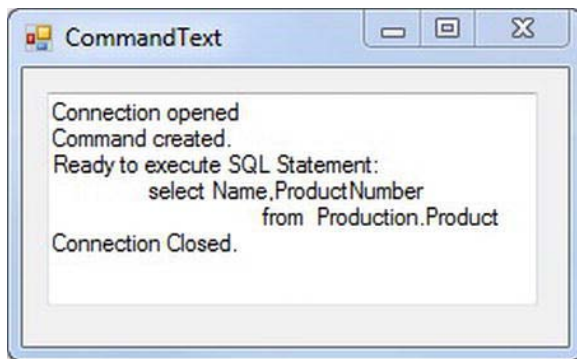 CommandText
Connection opened
Command created.
Ready to execute SQL Statement:
select Name,ProductNumber
from Production.Product
Connection Closed.